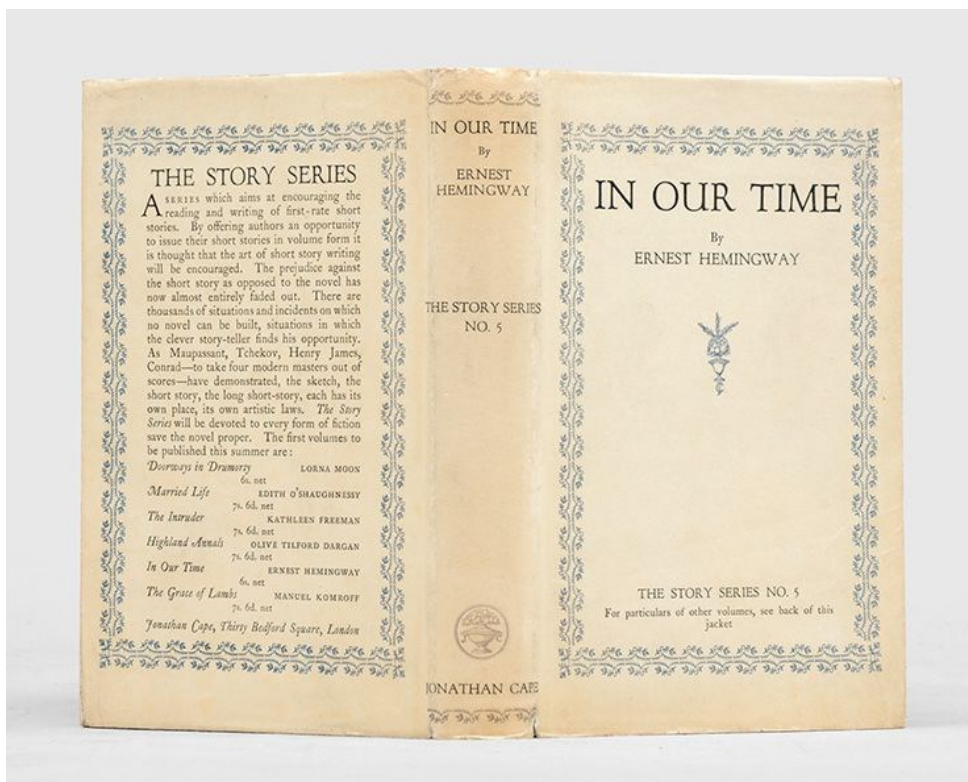 THE STORY SERIES
A SERIES which aims at encouraging the
reading and writing of first-rate short
stories. By offering authors an opportunity
to issue their short stories in volume form it
is thought that the art of short story writing
will be encouraged. The prejudice against
the short story as opposed to the novel has
now almost entirely faded out. There are
thousands of situations and incidents on which
no novel can be built, situations in which
the clever story-teller finds his opportunity.
As Maupassant, Tchekov, Henry James,
Conrad—to take four modern masters out of
scores—have demonstrated, the sketch, the
short story, the long short-story, each has its
own place, its own artistic laws. The Story
Series will be devoted to every form of fiction
save the novel proper. The first volumes to
be published this summer are:
Doorways in Drumorty LORNA MOON
6s. net
Married Life EDITH O'SHAUGHNESSY
7s. 6d. net
The Intruder KATHLEEN FREEMAN
7s. 6d. net
Highland Annals OLIVE TILFORD DARGAN
7s. 6d. net
In Our Time ERNEST HEMINGWAY
6s. net
The Grace of Lambs MANUEL KOMROFF
7s. 6d. net
Jonathan Cape, Thirty Bedford Square, London
IN OUR TIME
By
ERNEST
HEMINGWAY
THE STORY SERIES
NO. 5
JONATHAN CAPE
IN OUR TIME
By
ERNEST HEMINGWAY
THE STORY SERIES NO. 5
For particulars of other volumes, see back of this
jacket